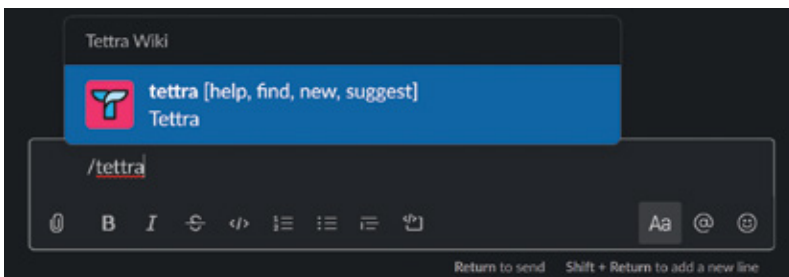 Tettra Wiki
tettra [help, find, new, suggest]
Tettra
/tettra
B I S </> Aa @
Return to send Shift + Return to add a new line